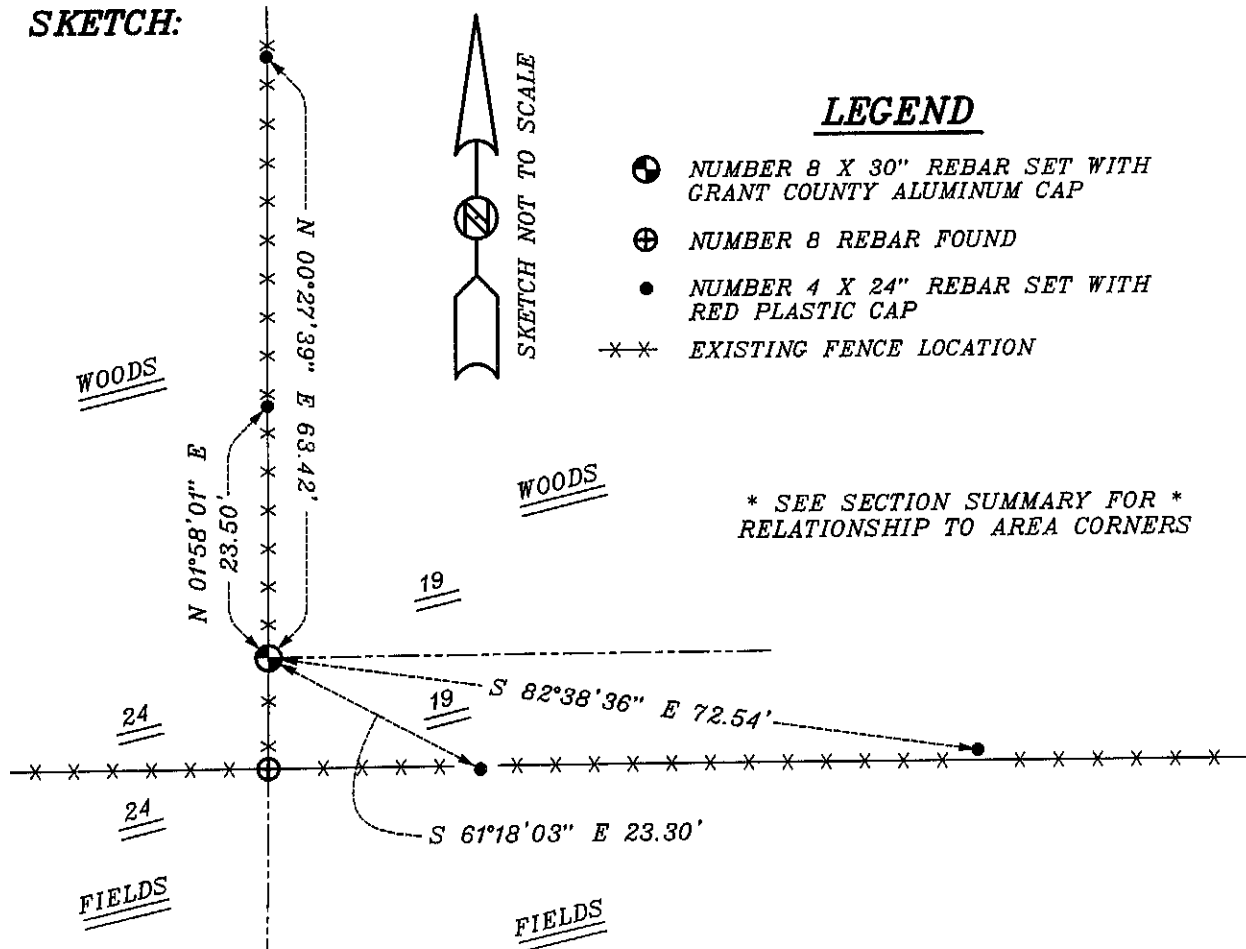 SKETCH:
SKETCH NOT TO SCALE
LEGEND
NUMBER 8 X 30" REBAR SET WITH
GRANT COUNTY ALUMINUM CAP
NUMBER 8 REBAR FOUND
NUMBER 4 X 24" REBAR SET WITH
RED PLASTIC CAP
EXISTING FENCE LOCATION
N 00°27'39" E 63.42'
WOODS
N 01°58'01" E
23.50'
WOODS
* SEE SECTION SUMMARY FOR *
RELATIONSHIP TO AREA CORNERS
19
S 82°38'36" E 72.54'
19
24
24
S 61°18'03" E 23.30'
FIELDS
FIELDS
N